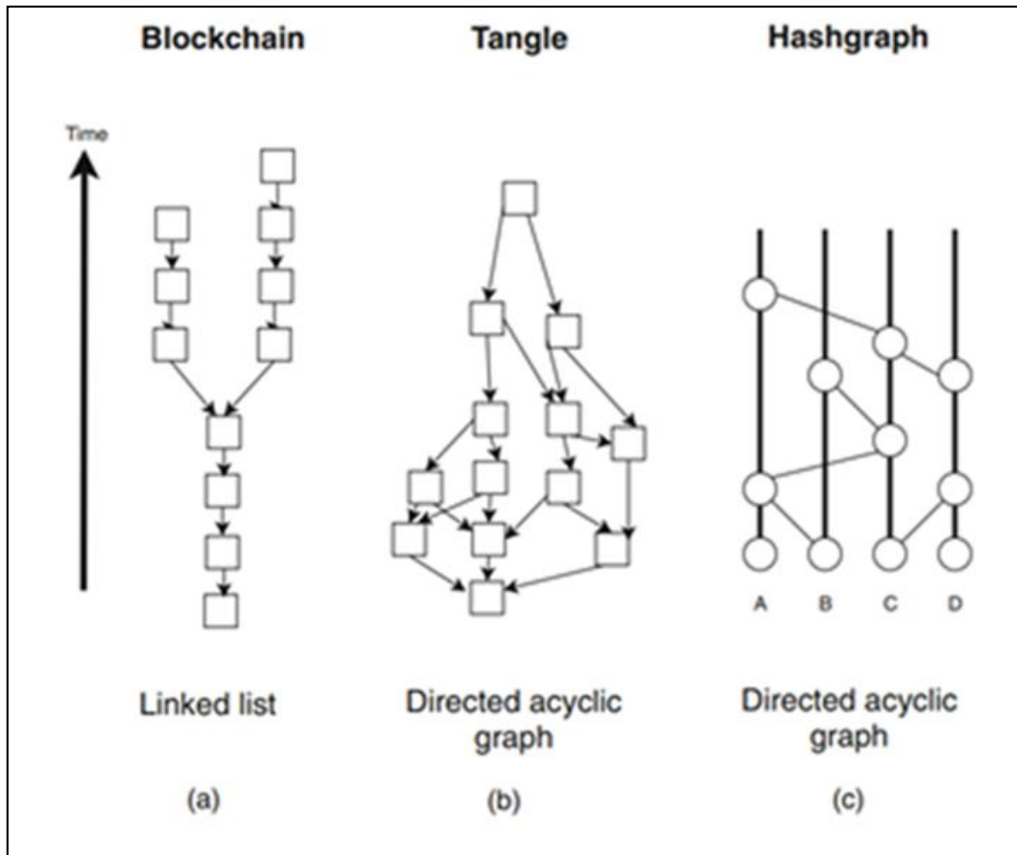 Blockchain
Tangle
Hashgraph
Time
A
B
C
D
Linked list
Directed acyclic
graph
Directed acyclic
graph
(a)
(b)
(c)